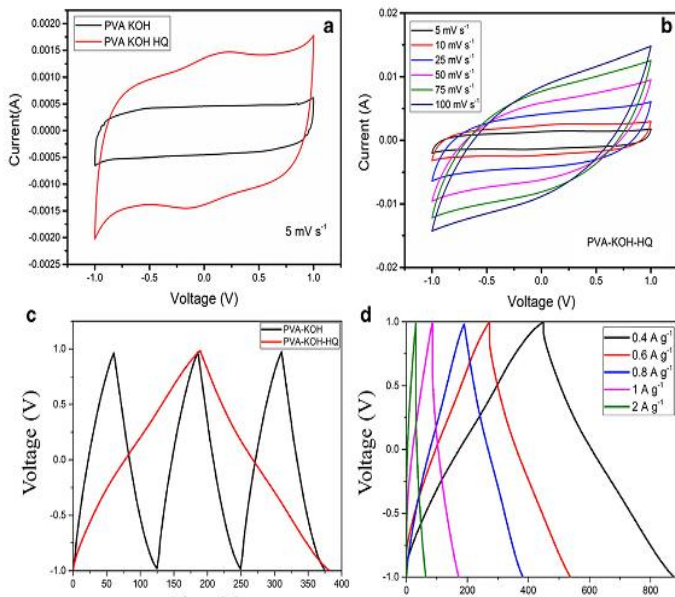 a
PVA KOH
PVA KOH HQ
0.0020
0.0015
0.0010
0.0005
0.0000
-0.0005
-0.0010
-0.0015
-0.0020
-0.0025
Current(A)
5 mV s⁻¹
-1.0 -0.5 0.0 0.5 1.0
Voltage (V)
b
5 mV s⁻¹
10 mV s⁻¹
25 mV s⁻¹
50 mV s⁻¹
75 mV s⁻¹
100 mV s⁻¹
0.02
0.01
0.00
-0.01
-0.02
Current (A)
PVA-KOH-HQ
-1.0 -0.5 0.0 0.5 1.0
Voltage (V)
c
PVA-KOH
PVA-KOH-HQ
1.0
0.5
0.0
-0.5
-1.0
Voltage (V)
0 50 100 150 200 250 300 350 400
d
0.4 A g⁻¹
0.6 A g⁻¹
0.8 A g⁻¹
1 A g⁻¹
2 A g⁻¹
1.0
0.5
0.0
-0.5
-1.0
Voltage (V)
0 200 400 600 800